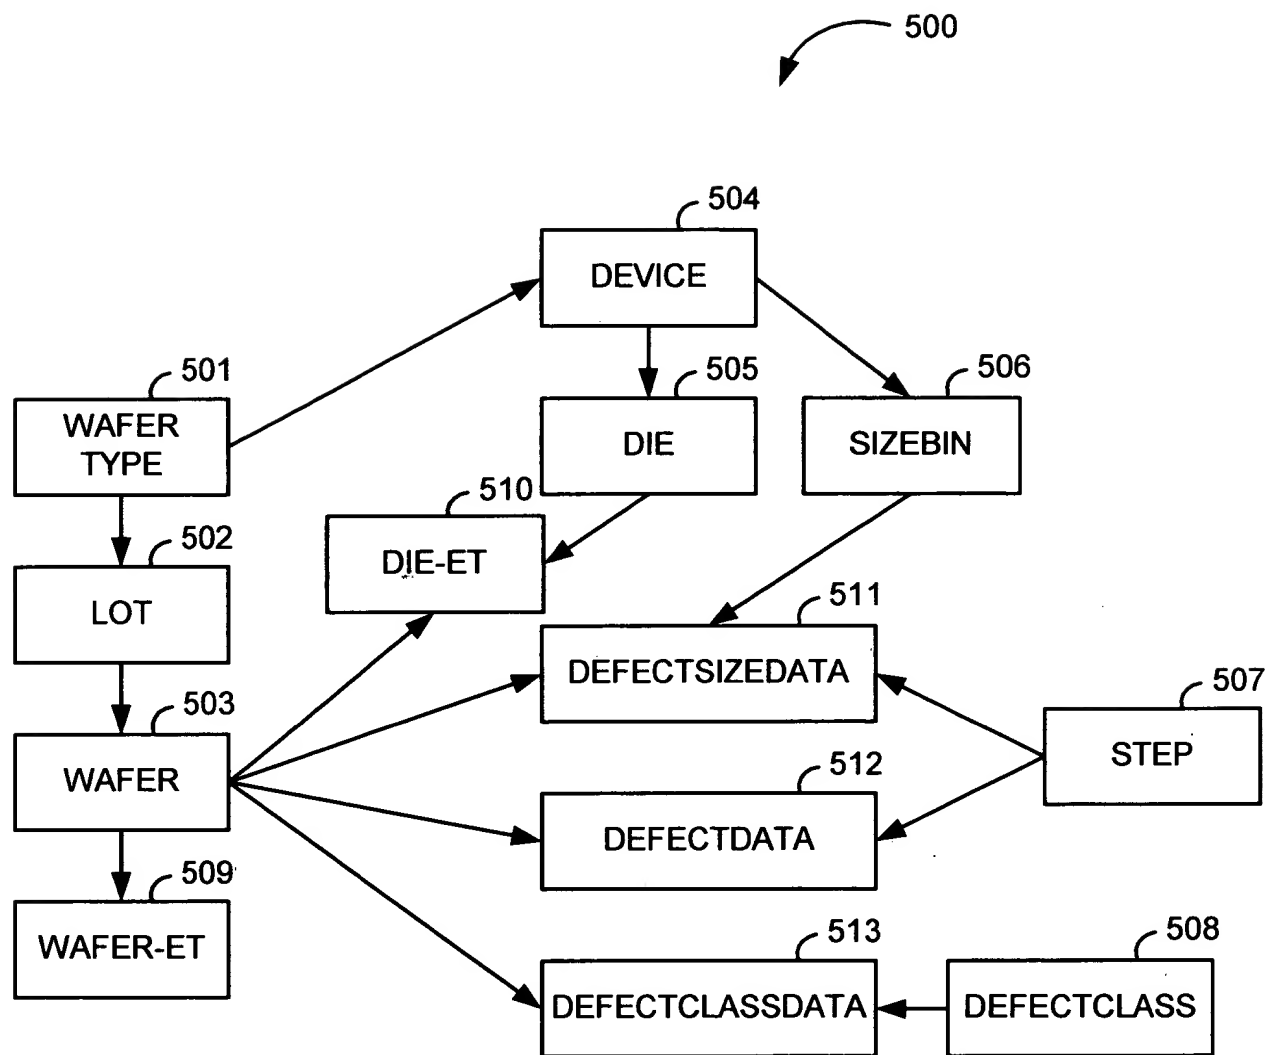 500
504
DEVICE
501
505
506
WAFER
TYPE
DIE
SIZEBIN
510
502
DIE-ET
LOT
511
DEFECTSIZEDATA
507
503
STEP
WAFER
512
DEFECTDATA
509
WAFER-ET
513
508
DEFECTCLASSDATA
DEFECTCLASS